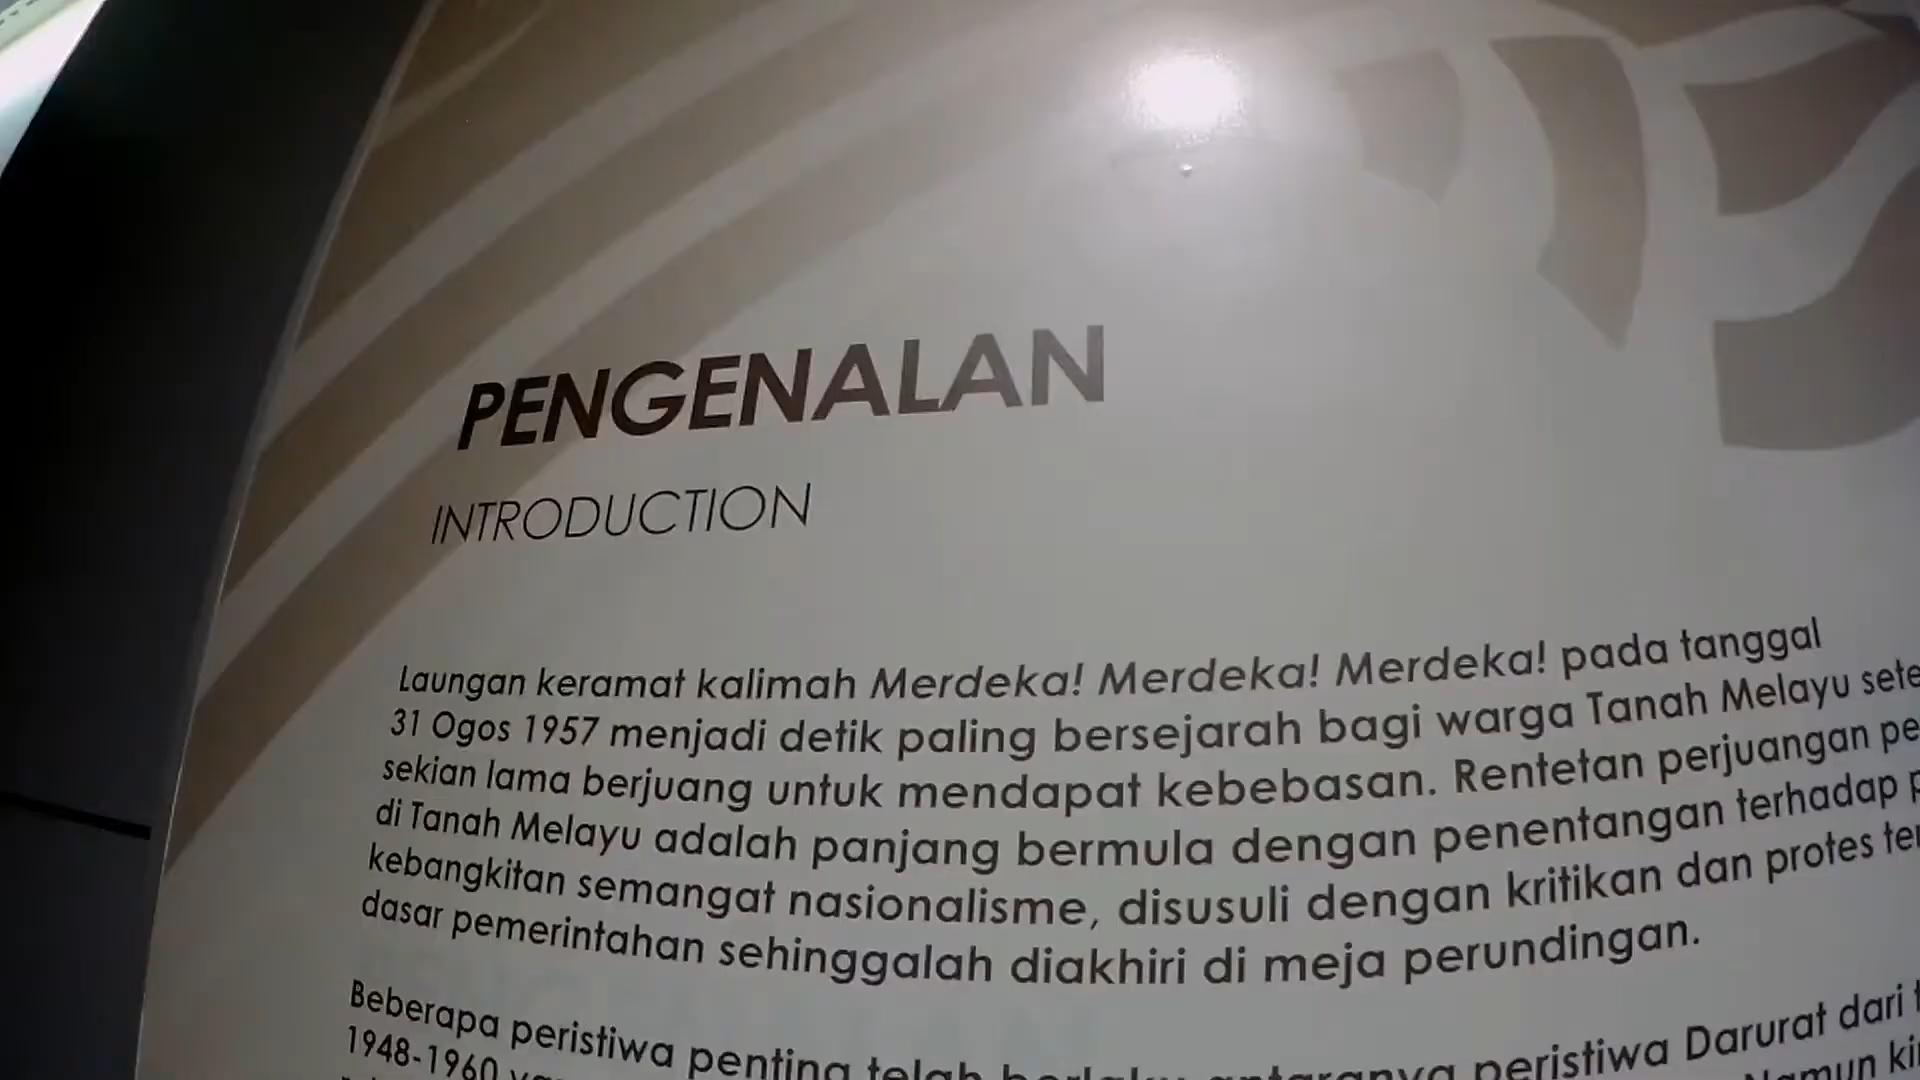 PENGENALAN
INTRODUCTION
Laungan keramat kalimah Merdeka! Merdeka! Merdeka! pada tanggal
31 Ogos 1957 menjadi detik paling bersejarah bagi warga Tanah Melayu
sekian lama berjuang untuk mendapat kebebasan. Rentetan perjuangan
di Tanah Melayu adalah panjang bermula dengan penentangan terhadap
kebangkitan semangat nasionalisme, disusuli dengan kritikan dan protes
dasar pemerintahan sehinggalah diakhiri di meja perundingan.
Beberapa peristiwa penting telah berlaku antaranya peristiwa Darurat dari
1948-1960 Namun